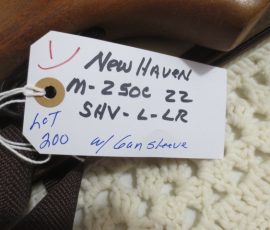 1
New Haven
M-250C 22
SHV-L-LR
LOT
200
w/ Gun sleeve